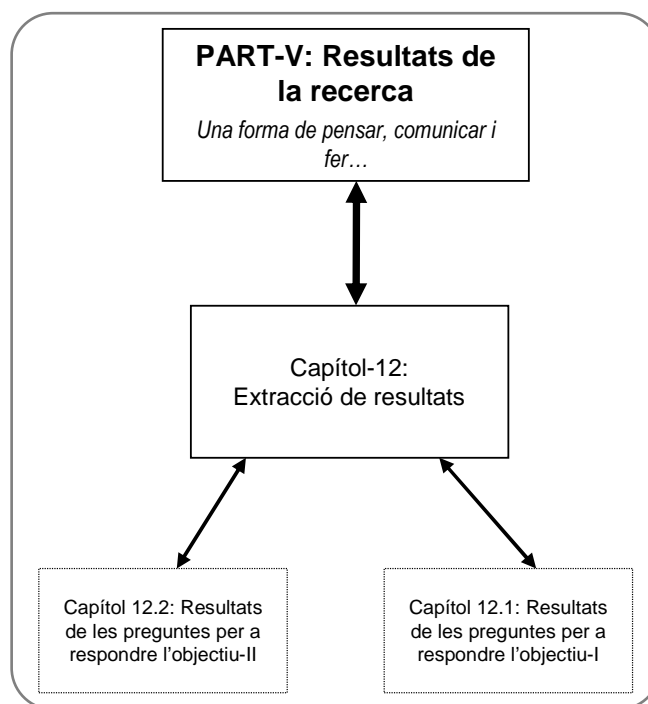 PART-V: Resultats de
la recerca
Una forma de pensar, comunicar i
fer…
Capítol-12:
Extracció de resultats
Capítol 12.2: Resultats
de les preguntes per a
respondre l’objectiu-II
Capítol 12.1: Resultats
de les preguntes per a
respondre l’objectiu-I